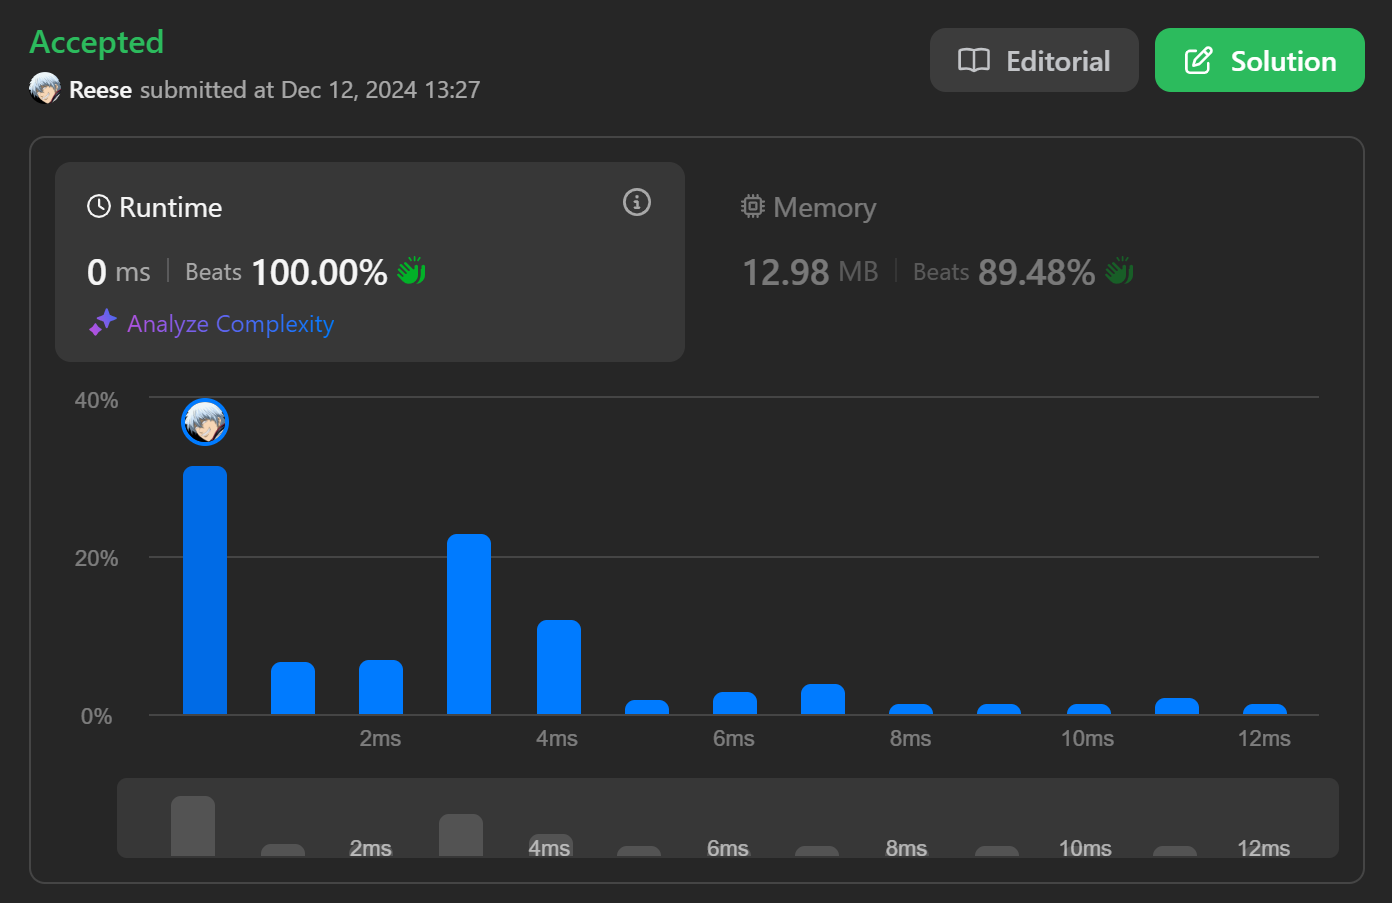 Accepted
Reese submitted at Dec 12, 2024 13:27
Editorial
Solution
Runtime
0 ms | Beats 100.00%
Analyze Complexity
Memory
12.98 MB | Beats 89.48%
40%
20%
0%
2ms 4ms 6ms 8ms 10ms 12ms
2ms 4ms 6ms 8ms 10ms 12ms